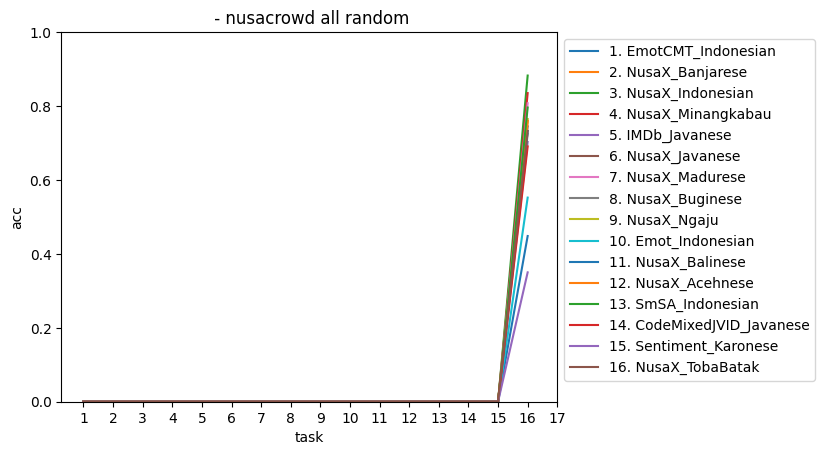 - nusacrowd all random
1.0
0.8
0.6
0.4
0.2
0.0
acc
1 2 3 4 5 6 7 8 9 10 11 12 13 14 15 16 17
task
1. EmotCMT_Indonesian
2. NusaX_Banjarese
3. NusaX_Indonesian
4. NusaX_Minangkabau
5. IMDb_Javanese
6. NusaX_Javanese
7. NusaX_Madurese
8. NusaX_Buginese
9. NusaX_Ngaju
10. Emot_Indonesian
11. NusaX_Balinese
12. NusaX_Acehnese
13. SmSA_Indonesian
14. CodeMixedJVID_Javanese
15. Sentiment_Karonese
16. NusaX_TobaBatak